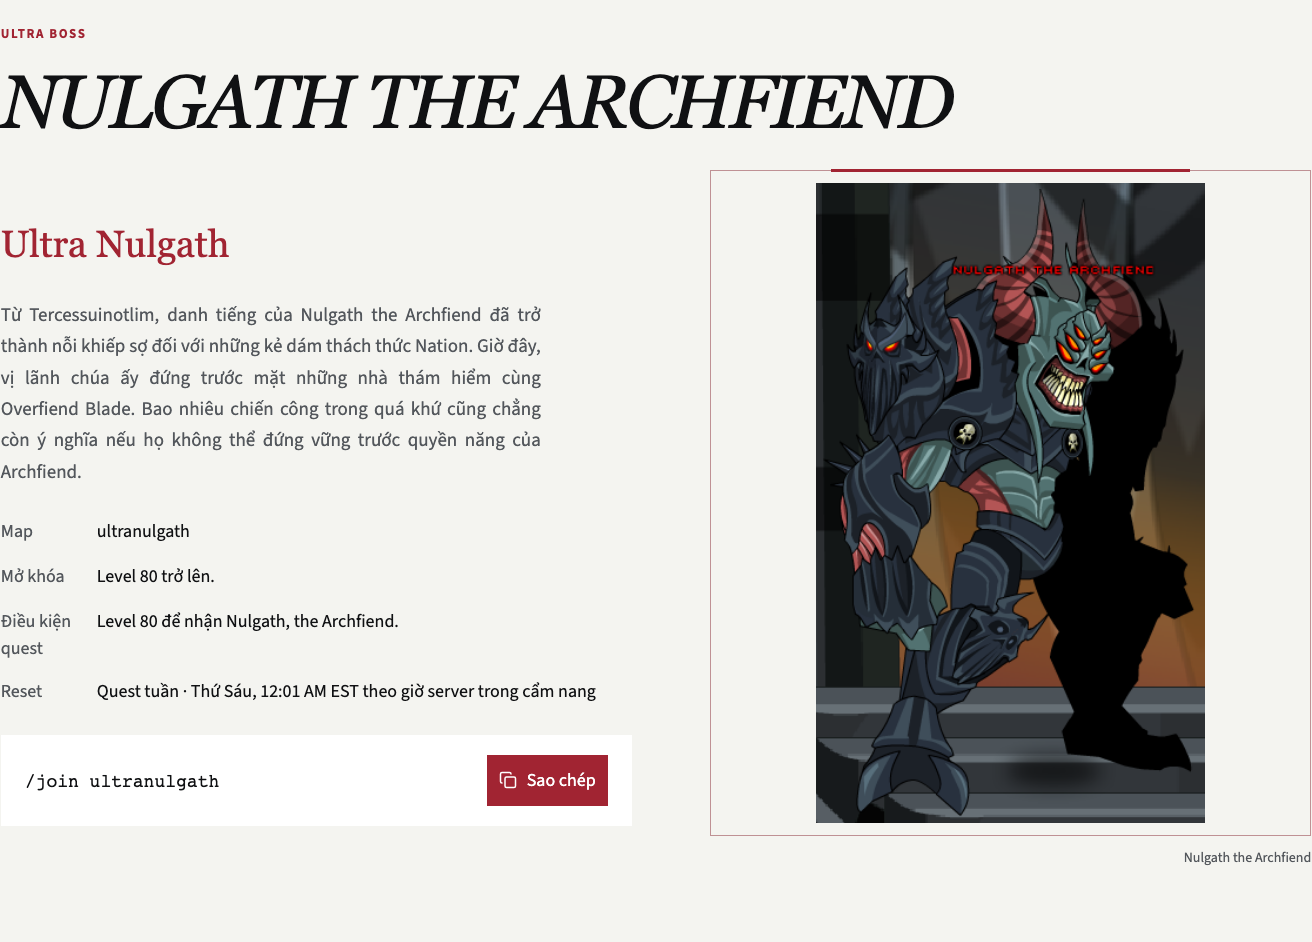 ULTRA BOSS
NULGATH THE ARCHFIEND
Ultra Nulgath
Từ Tercessuinotlim, danh tiếng của Nulgath the Archfiend đã trở
thành nỗi khiếp sợ đối với những kẻ dám thách thức Nation. Giờ đây,
vị lãnh chúa ấy đứng trước mặt những nhà thám hiểm cùng
Overfiend Blade. Bao nhiêu chiến công trong quá khứ cũng chẳng
còn ý nghĩa nếu họ không thể đứng vững trước quyền năng của
Archfiend.
Map ultranulgath
Mở khóa Level 80 trở lên.
Điều kiện quest Level 80 để nhận Nulgath, the Archfiend.
Reset Quest tuần · Thứ Sáu, 12:01 AM EST theo giờ server trong cẩm nang
/join ultranulgath Sao chép
NULGATH THE ARCHFIEND
Nulgath the Archfiend